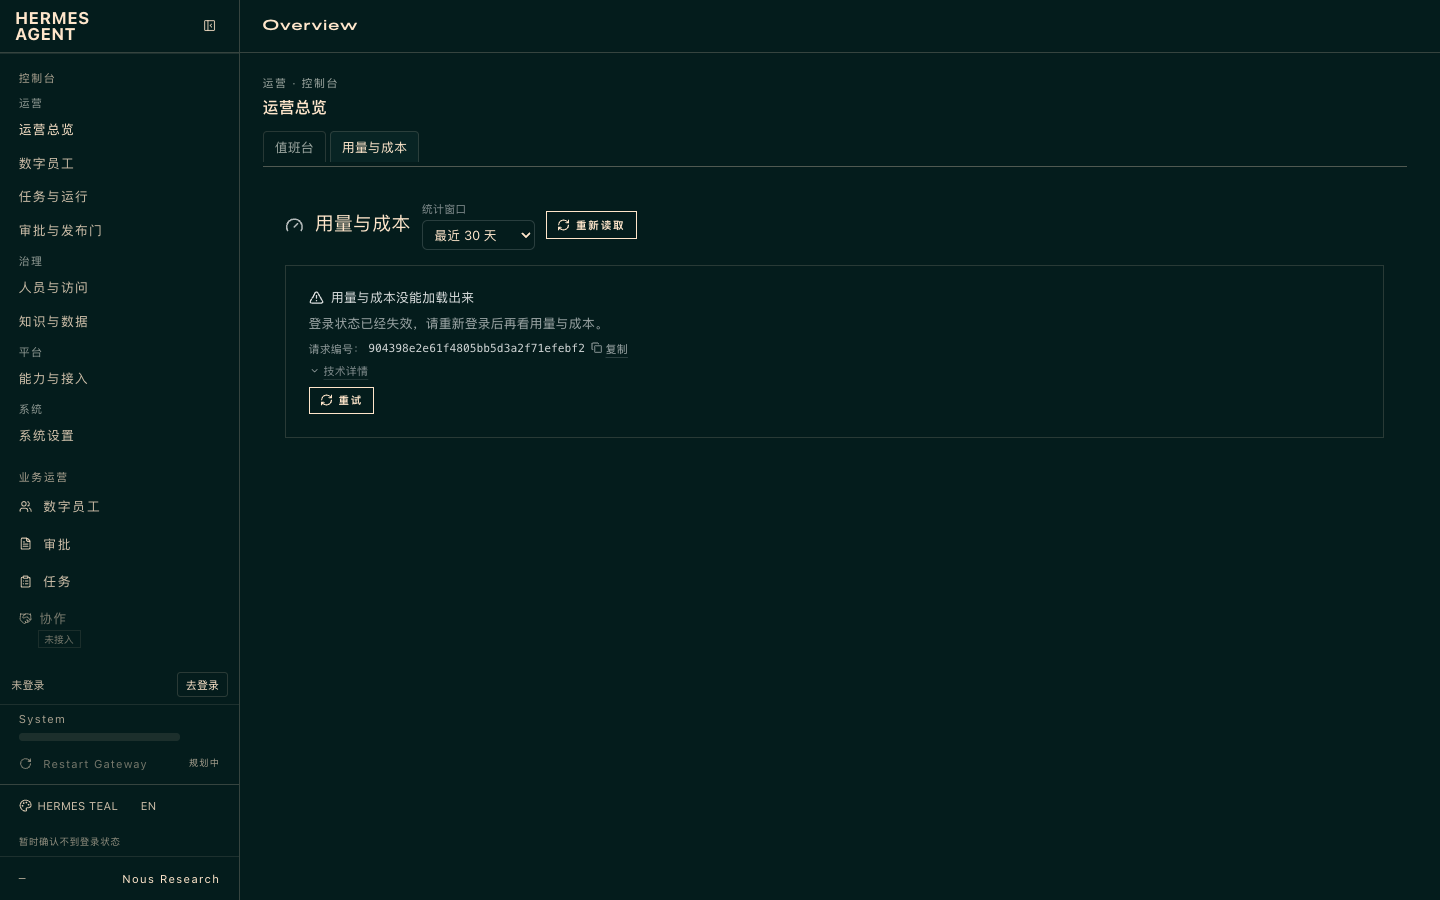 HERMES
AGENT
Overview
控制台
运营
运营总览
数字员工
任务与运行
审批与发布门
治理
人员与访问
知识与数据
平台
能力与接入
系统
系统设置
业务运营
数字员工
审批
任务
协作
未接入
未登录 去登录
System
Restart Gateway 规划中
HERMES TEAL EN
暂时确认不到登录状态
— Nous Research
运营 · 控制台
运营总览
值班台 用量与成本
用量与成本
统计窗口
最近 30 天
重新读取
用量与成本没能加载出来
登录状态已经失效，请重新登录后再看用量与成本。
请求编号： 904398e2e61f4805bb5d3a2f71efebf2 复制
技术详情
重试